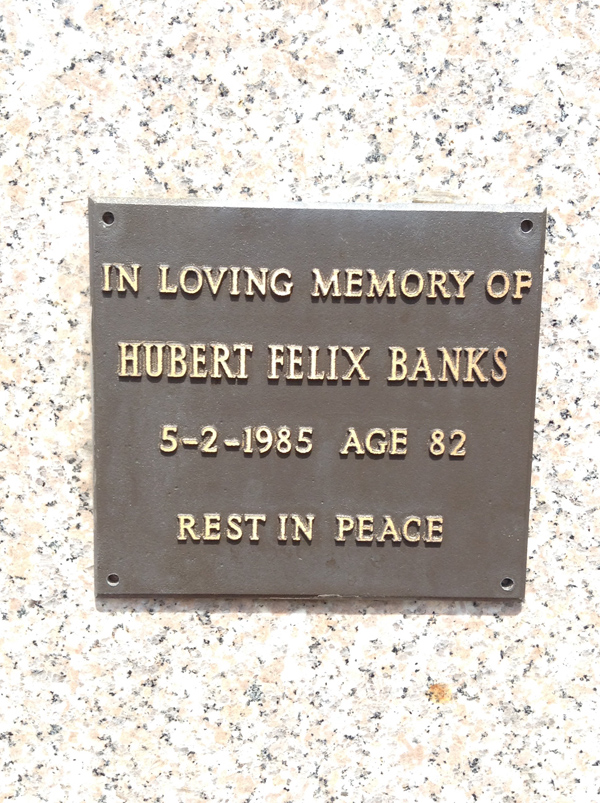 IN LOVING MEMORY OF
HUBERT FELIX BANKS
5-2-1985 AGE 82
REST IN PEACE